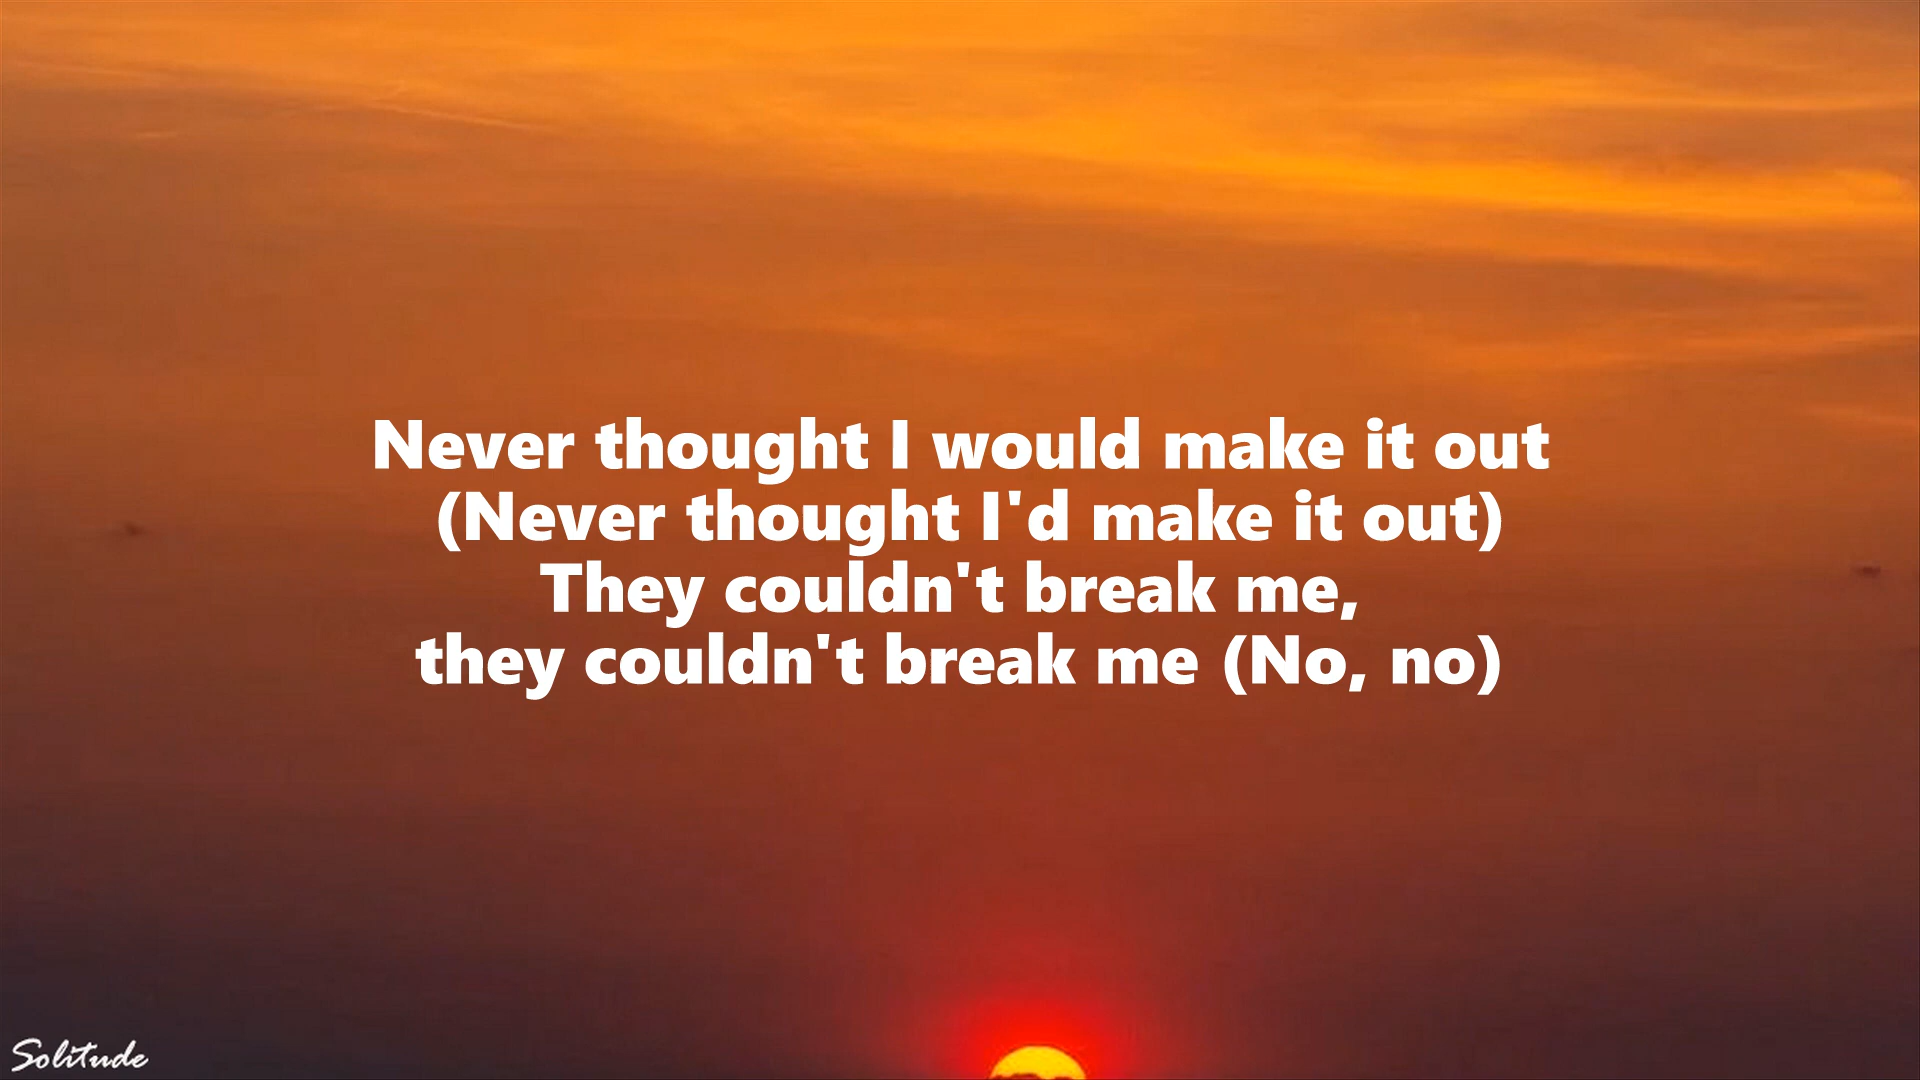 Never thought I would make it out
(Never thought I'd make it out)
They couldn't break me,
they couldn't break me (No, no)
Solitude